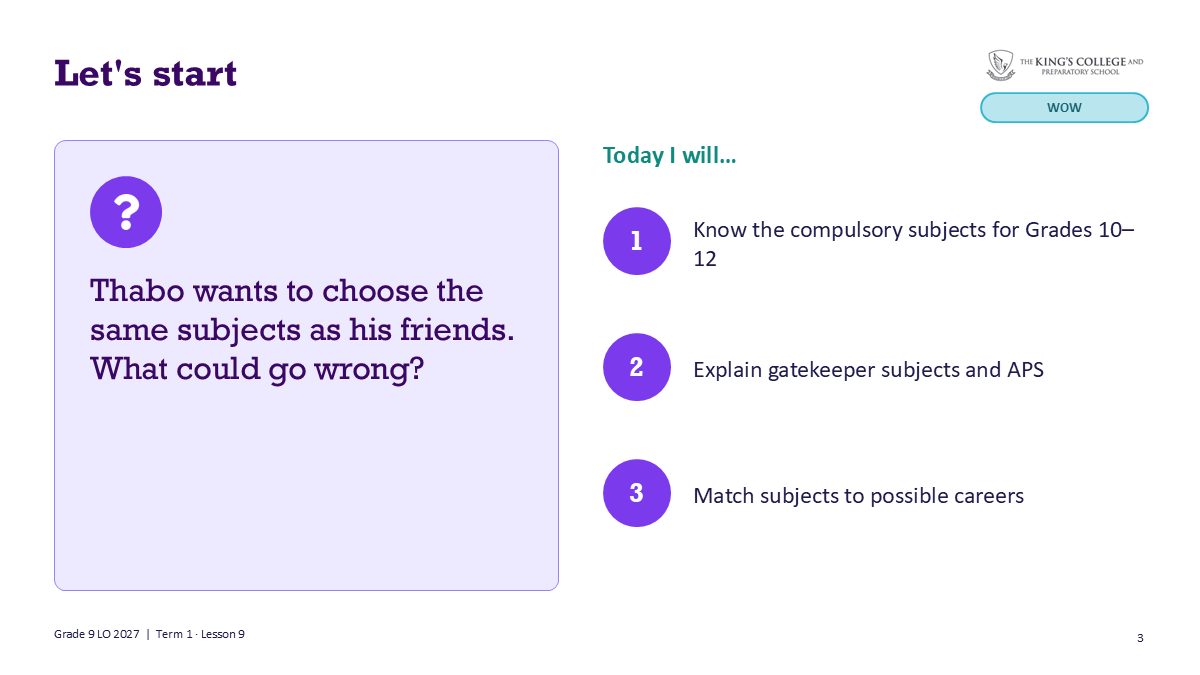 Let's start
THE KING'S COLLEGE AND
PREPARATORY SCHOOL
WOW
?
Thabo wants to choose the
same subjects as his friends.
What could go wrong?
Today I will...
1
Know the compulsory subjects for Grades 10–
12
2
Explain gatekeeper subjects and APS
3
Match subjects to possible careers
Grade 9 LO 2027 | Term 1 · Lesson 9
3